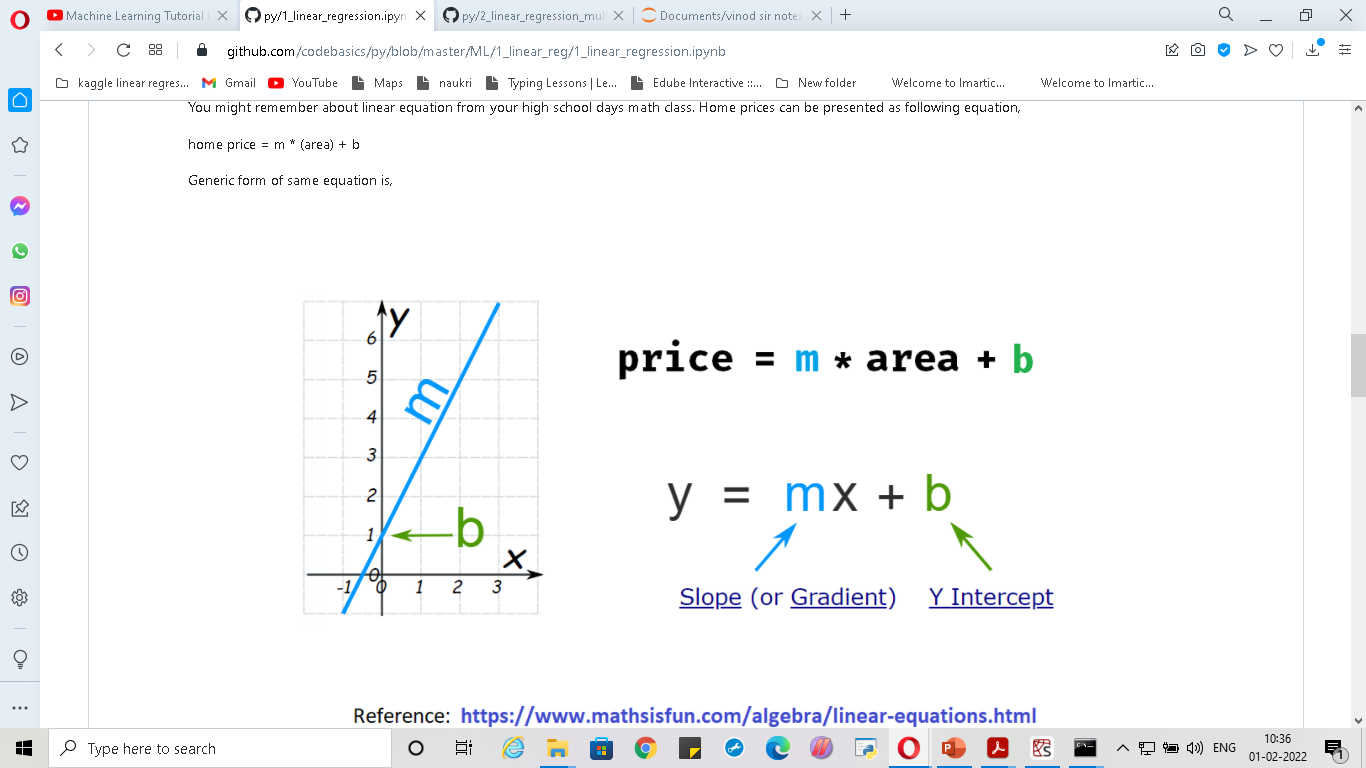 Machine Learning Tutorial
py/1_linear_regression.ipyn
py/2_linear_regression_mul
Documents/vinod sir notes
github.com/codebasics/py/blob/master/ML/1_linear_reg/1_linear_regression.ipynb
kaggle linear regres...
Gmail
YouTube
Maps
naukri
Typing Lessons | Le...
Edube Interactive ::...
New folder
Welcome to Imartic...
Welcome to Imartic...
You might remember about linear equation from your high school days math class. Home prices can be presented as following equation,
home price = m * (area) + b
Generic form of same equation is,
y
6
5
4
3
2
1
0
m
b
x
-1 0 1 2 3
price = m * area + b
y = mx + b
Slope (or Gradient) Y Intercept
Reference: https://www.mathsisfun.com/algebra/linear-equations.html
Type here to search
ENG
10:36
01-02-2022
1